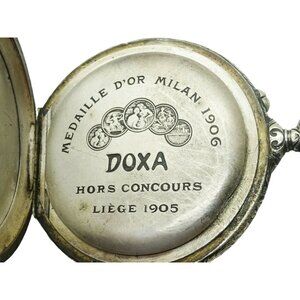 MEDAILLE D'OR MILAN 1906
DOXA
HORS CONCOURS
LIÈGE 1905